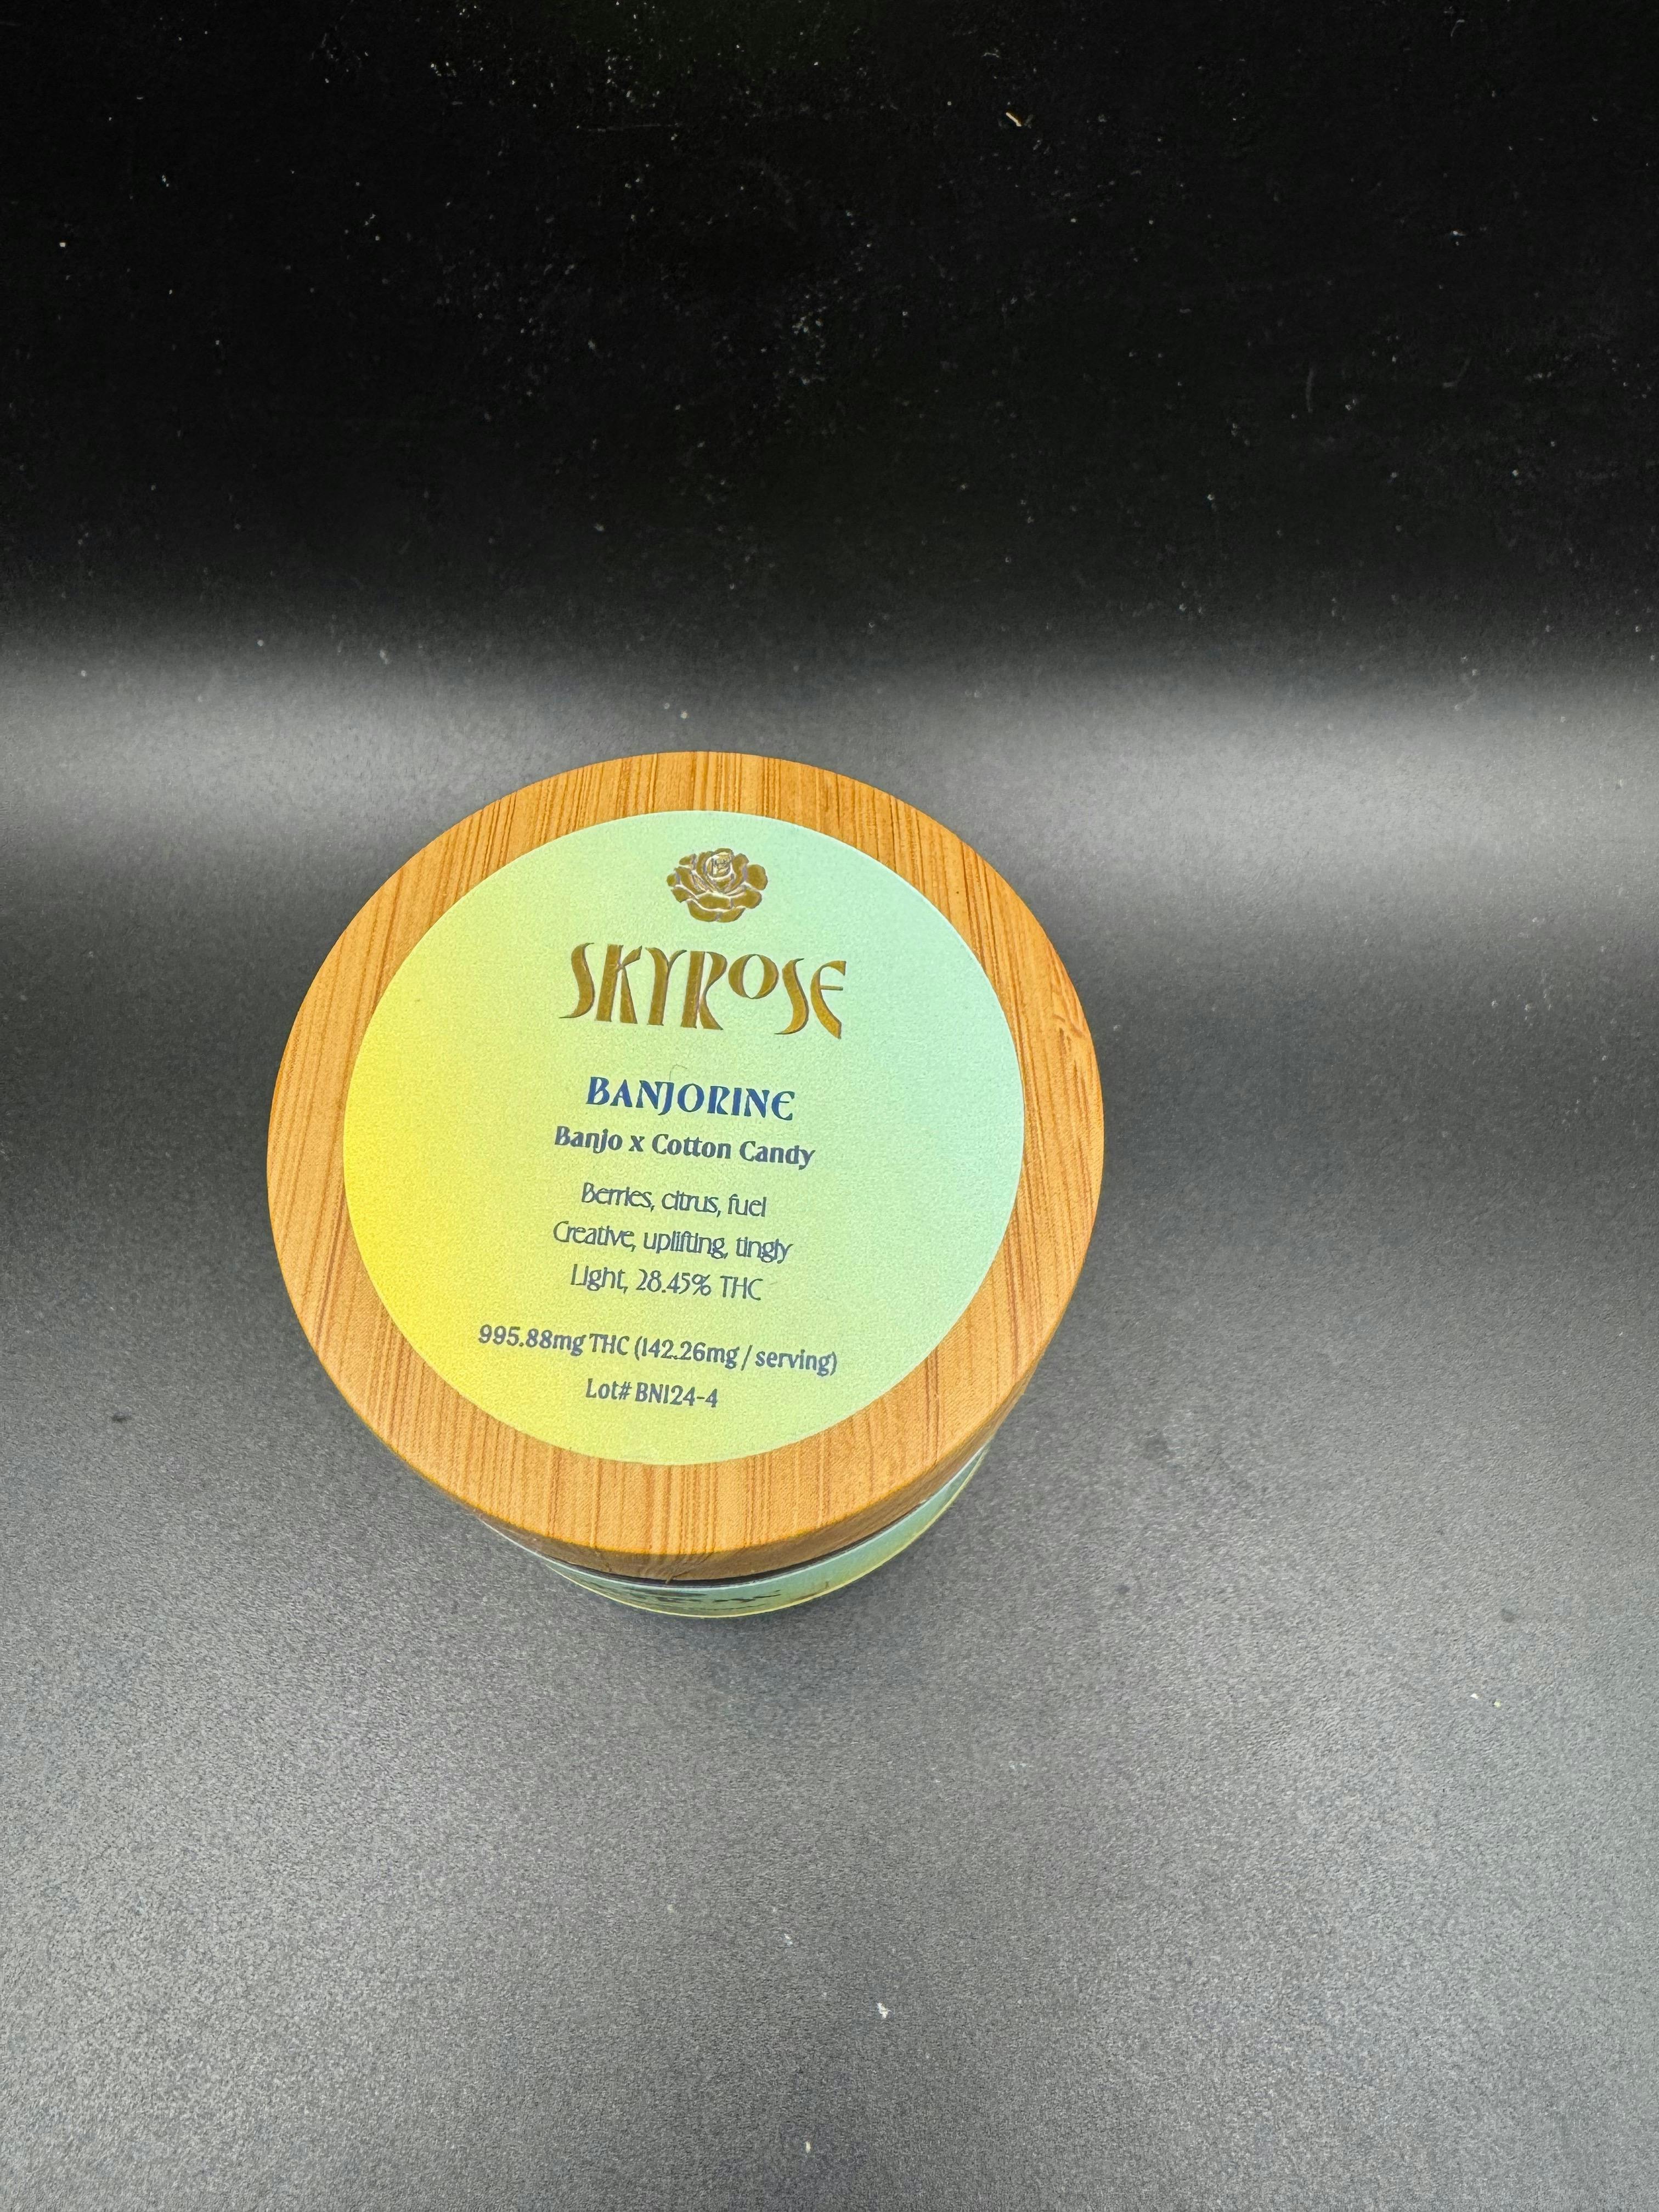 SKYROSE
BANJORINE
Banjo x Cotton Candy
Berries, citrus, fuel
Creative, uplifting, tingly
Light, 28.45% THC
995.88mg THC (142.26mg / serving)
Lot# BN124-4